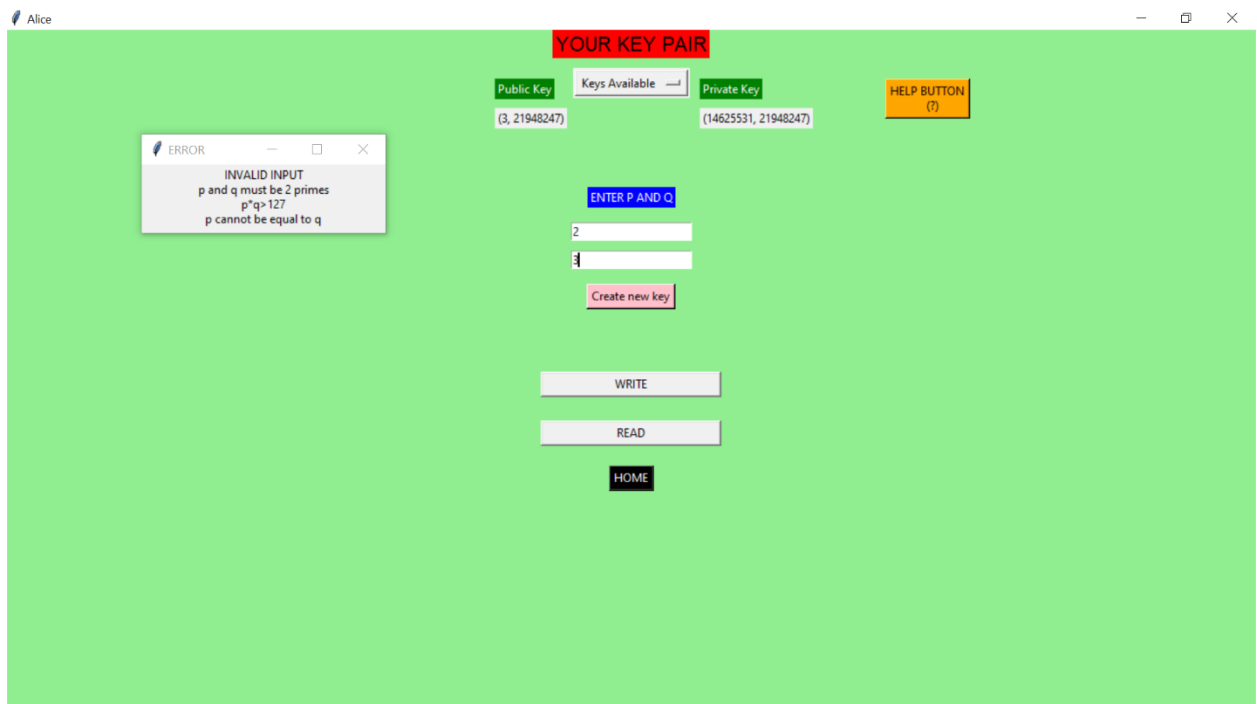 Alice
YOUR KEY PAIR
Public Key
Keys Available
Private Key
HELP BUTTON
(?)
(3, 21948247)
(14625531, 21948247)
ERROR
INVALID INPUT
p and q must be 2 primes
p*q>127
p cannot be equal to q
ENTER P AND Q
2
3
Create new key
WRITE
READ
HOME